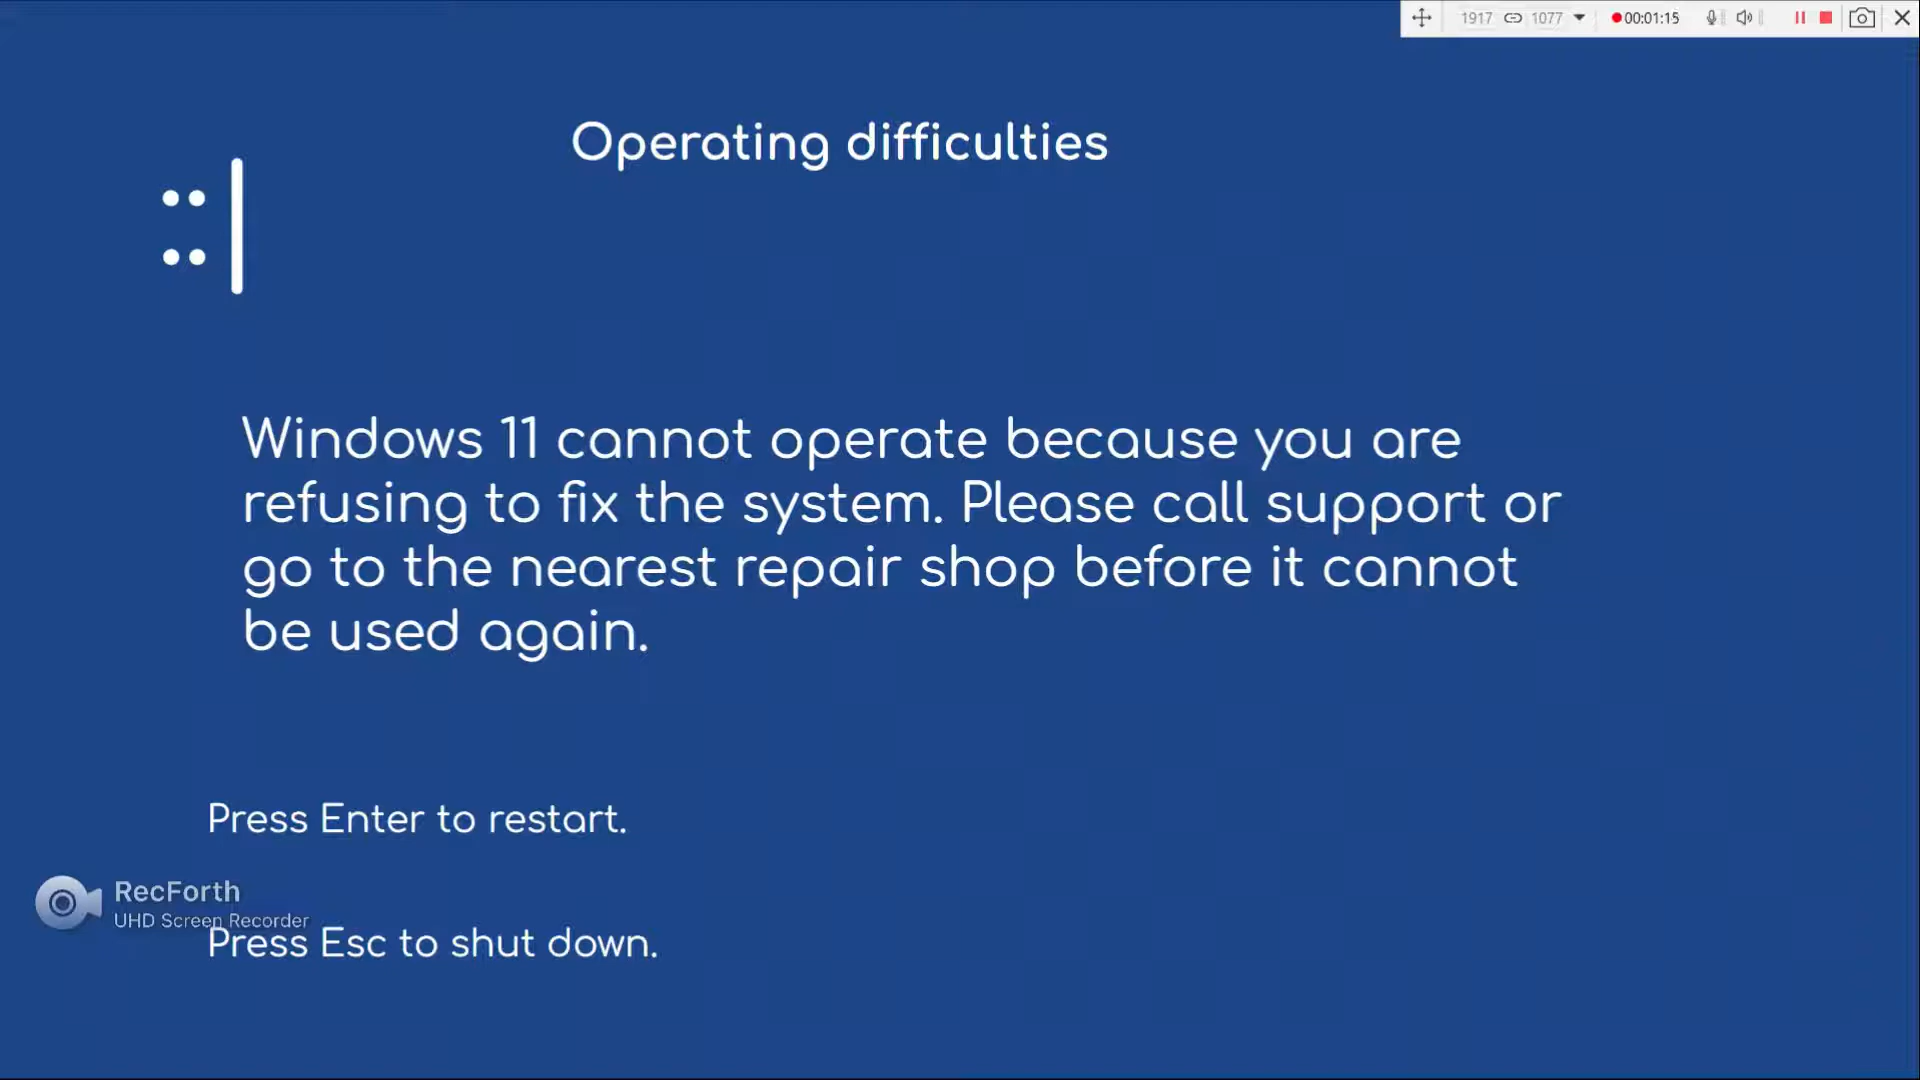 1917 1077 00:01:15
Operating difficulties
::|
Windows 11 cannot operate because you are
refusing to fix the system. Please call support or
go to the nearest repair shop before it cannot
be used again.
Press Enter to restart.
RecForth
UHD Screen Recorder
Press Esc to shut down.